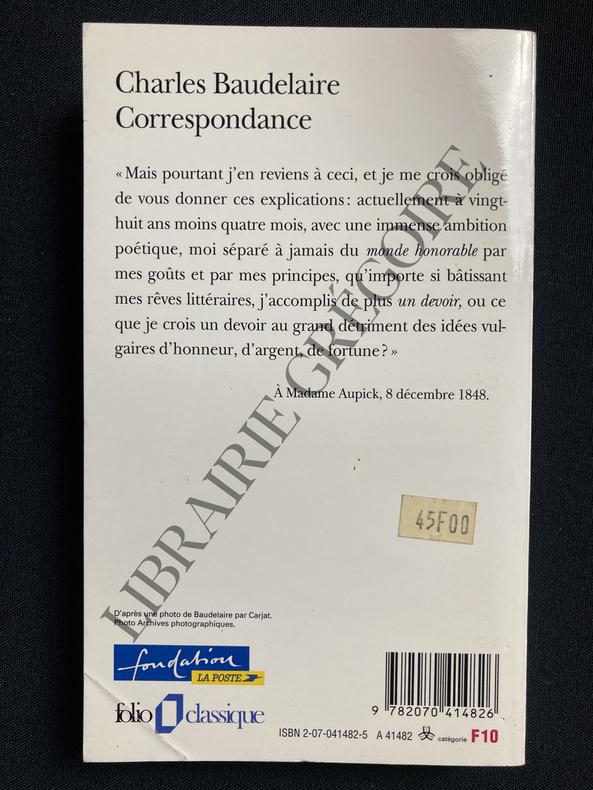 Charles Baudelaire
Correspondance
« Mais pourtant j'en reviens à ceci, et je me crois obligé
de vous donner ces explications : actuellement à vingt-
huit ans moins quatre mois, avec une immense ambition
poétique, moi séparé à jamais du monde honorable par
mes goûts et par mes principes, qu'importe si bâtissant
mes rêves littéraires, j'accomplis de plus un devoir, ou ce
que je crois un devoir au grand détriment des idées vul-
gaires d'honneur, d'argent, de fortune ? »
À Madame Aupick, 8 décembre 1848.
LIBRAIRIE GRÉGOIRE
45F00
D'après une photo de Baudelaire par Carjat.
Photo Archives photographiques.
fondation
LA POSTE
folio classique
9 782070 414826
ISBN 2-07-041482-5 A 41482 catégorie F10